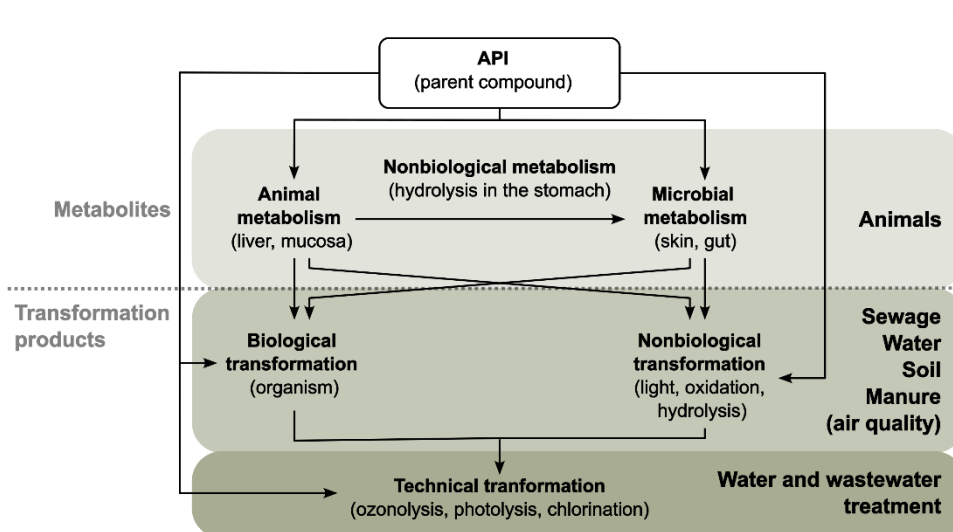 API
(parent compound)
Nonbiological metabolism
(hydrolysis in the stomach)
Animal
metabolism
(liver, mucosa)
Microbial
metabolism
(skin, gut)
Metabolites
Animals
Transformation
products
Biological
transformation
(organism)
Nonbiological
transformation
(light, oxidation,
hydrolysis)
Sewage
Water
Soil
Manure
(air quality)
Technical tranformation
(ozonolysis, photolysis, chlorination)
Water and wastewater
treatment